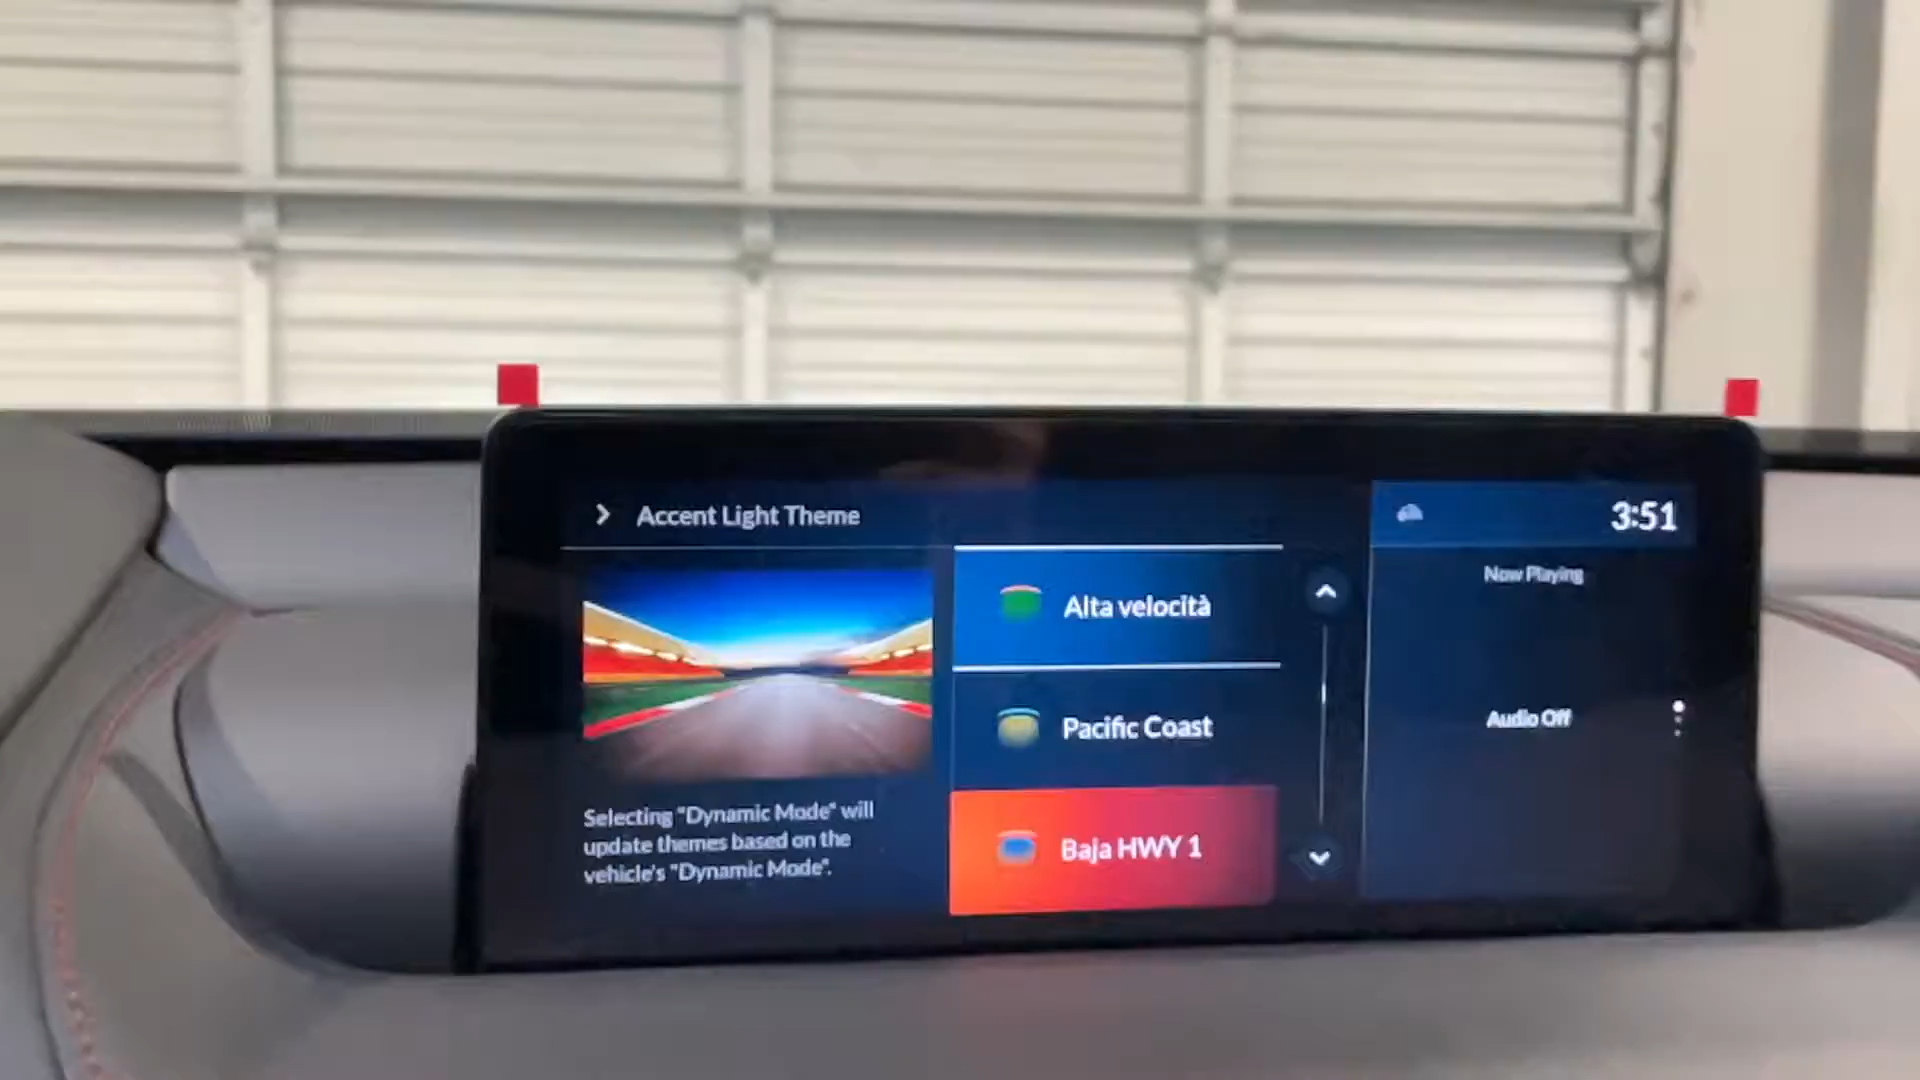 Accent Light Theme
3:51
Alta velocità
Pacific Coast
Baja HWY 1
Selecting "Dynamic Mode" will
update themes based on the
vehicle's "Dynamic Mode".
Now Playing
Audio Off